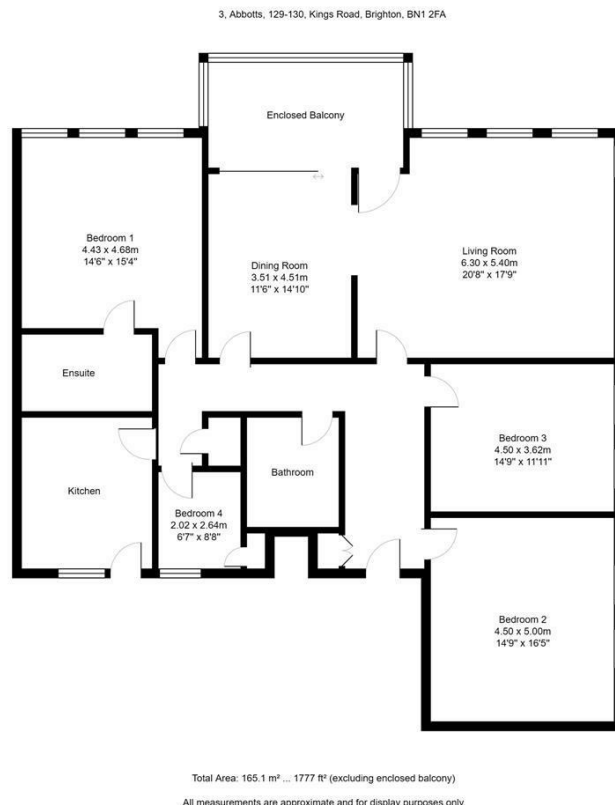 3, Abbotts, 129-130, Kings Road, Brighton, BN1 2FA
Enclosed Balcony
Bedroom 1
4.43 x 4.68m
14'6" x 15'4"
Dining Room
3.51 x 4.51m
11'6" x 14'10"
Living Room
6.30 x 5.40m
20'8" x 17'9"
Ensuite
Kitchen
Bathroom
Bedroom 3
4.50 x 3.62m
14'9" x 11'11"
Bedroom 4
2.02 x 2.64m
6'7" x 8'8"
Bedroom 2
4.50 x 5.00m
14'9" x 16'5"
Total Area: 165.1 m² ... 1777 ft² (excluding enclosed balcony)
All measurements are approximate and for display purposes only